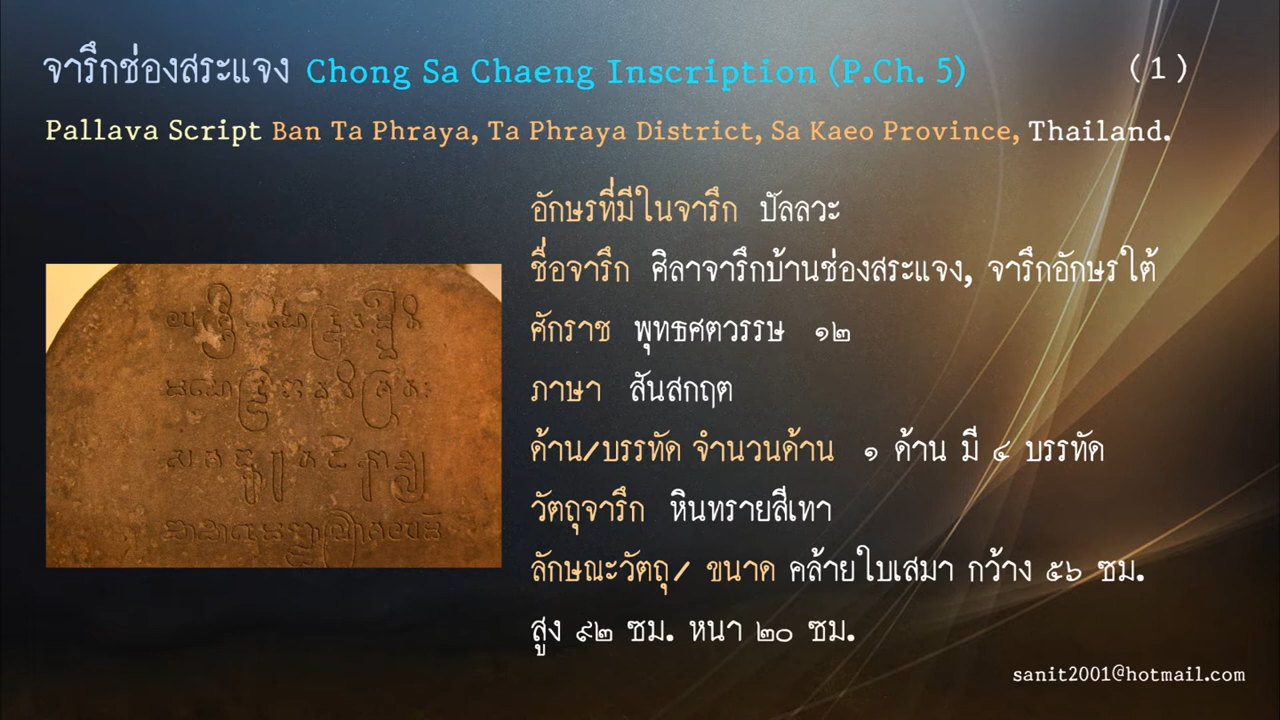 จารึกช่องสระแจง Chong Sa Chaeng Inscription (P.Ch. 5) (1)
Pallava Script Ban Ta Phraya, Ta Phraya District, Sa Kaeo Province, Thailand.
อักษรที่มีในจารึก ปัลลวะ
ชื่อจารึก ศิลาจารึกบ้านช่องสระแจง, จารึกอักษรใต้
ศักราช พุทธศตวรรษ ๑๒
ภาษา สันสกฤต
ด้าน/บรรทัด จำนวนด้าน ๑ ด้าน มี ๔ บรรทัด
วัตถุจารึก หินทรายสีเทา
ลักษณะวัตถุ/ ขนาด คล้ายใบเสมา กว้าง ๕๖ ซม.
สูง ๙๒ ซม. หนา ๒๐ ซม.
sanit2001@hotmail.com